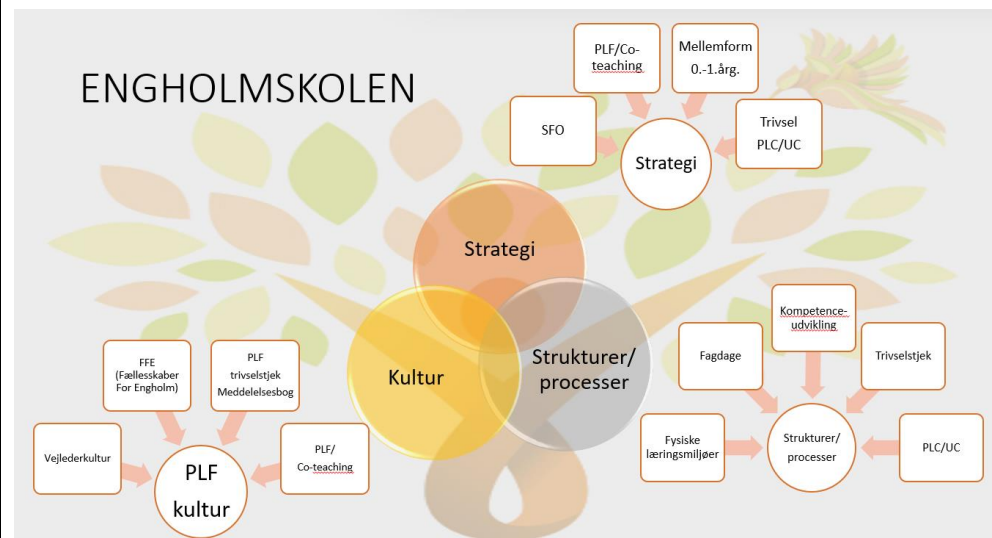 ENGHOLMSKOLEN
PLF/Co-
teaching
Mellemform
0.-1.årg.
SFO
Trivsel
PLC/UC
Strategi
Strategi
Kultur
Strukturer/
processer
FFE
(Fællesskaber
For Engholm)
PLF
trivselstjek
Meddelelsesbog
Vejlederkultur
PLF/
Co-teaching
PLF
kultur
Kompetence-
udvikling
Fagdage
Trivselstjek
Fysiske
læringsmiljøer
Strukturer/
processer
PLC/UC